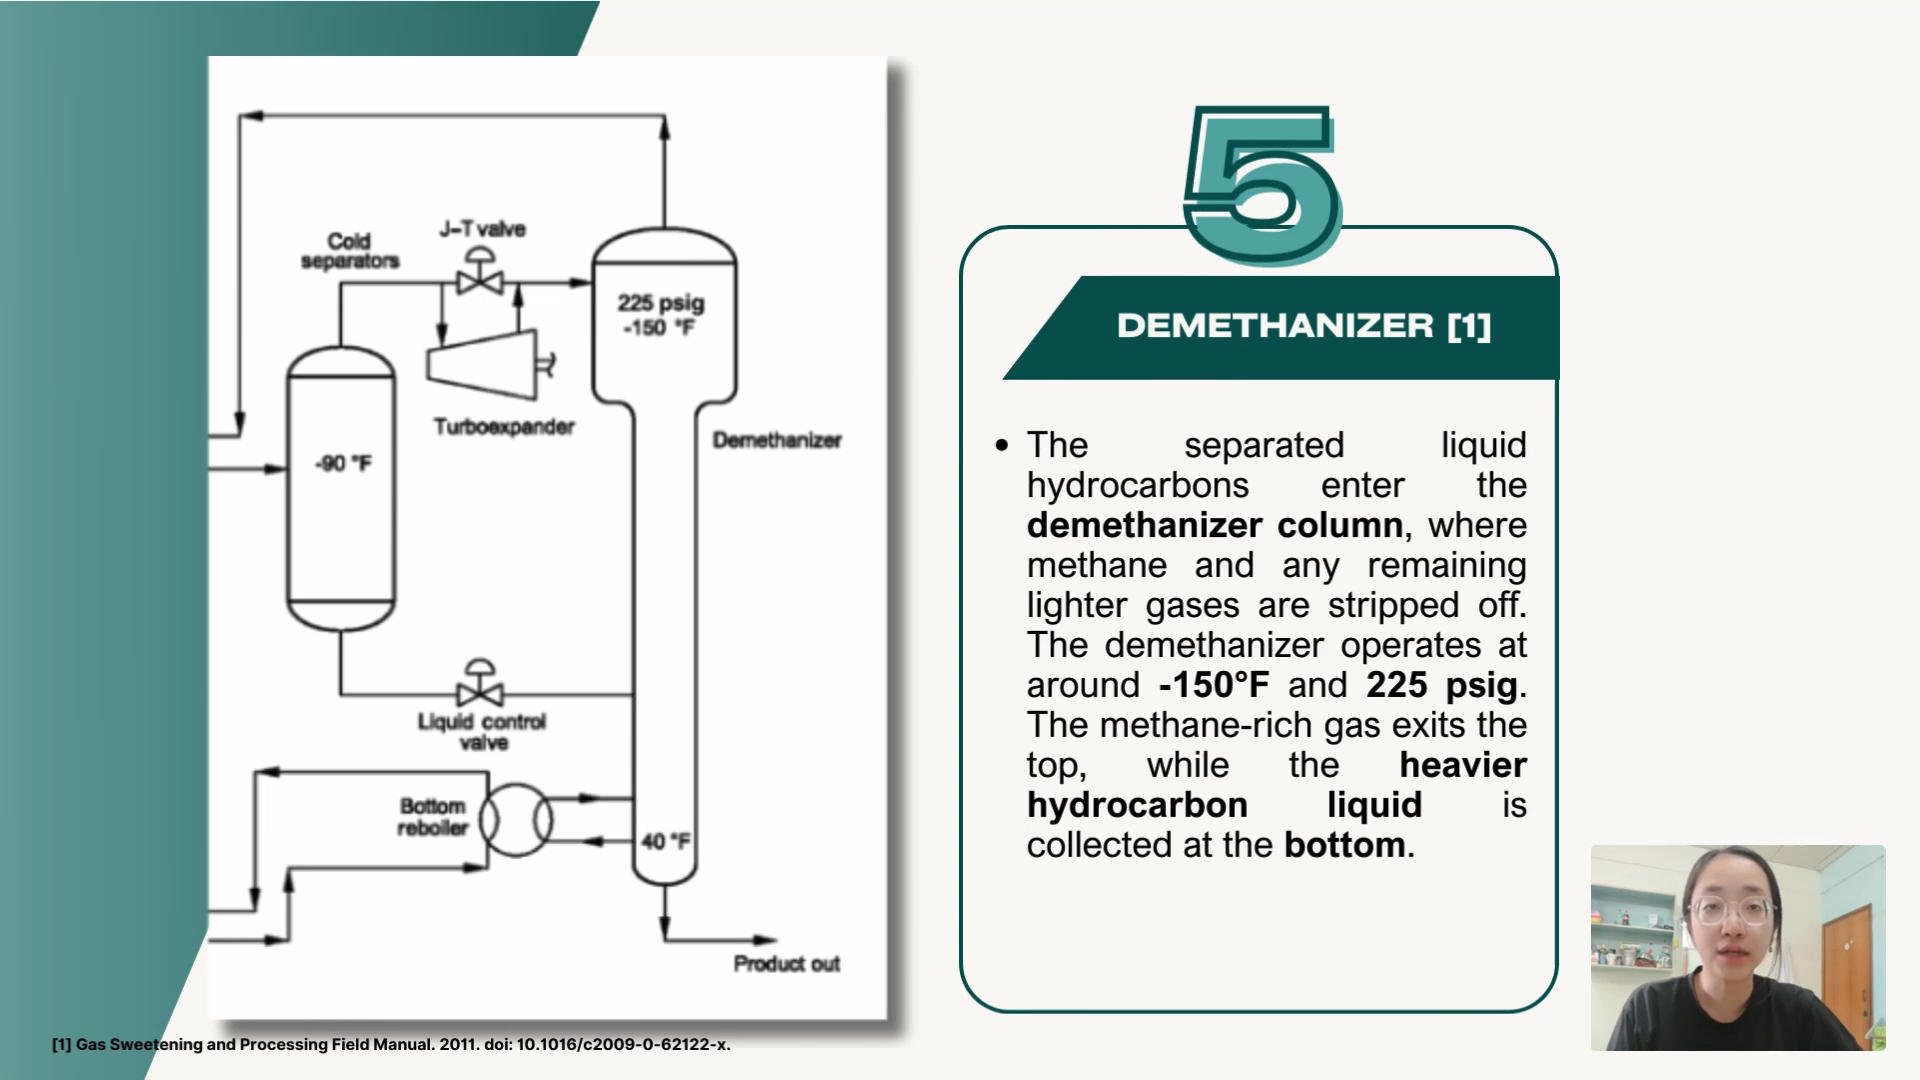 J-T valve
Cold
separators
225 psig
-150 °F
Turboexpander
Demethanizer
-90 °F
Liquid control
valve
Bottom
reboiler
40 °F
Product out
5
DEMETHANIZER [1]
• The separated liquid
hydrocarbons enter the
demethanizer column, where
methane and any remaining
lighter gases are stripped off.
The demethanizer operates at
around -150°F and 225 psig.
The methane-rich gas exits the
top, while the heavier
hydrocarbon liquid is
collected at the bottom.
[1] Gas Sweetening and Processing Field Manual. 2011. doi: 10.1016/c2009-0-62122-x.